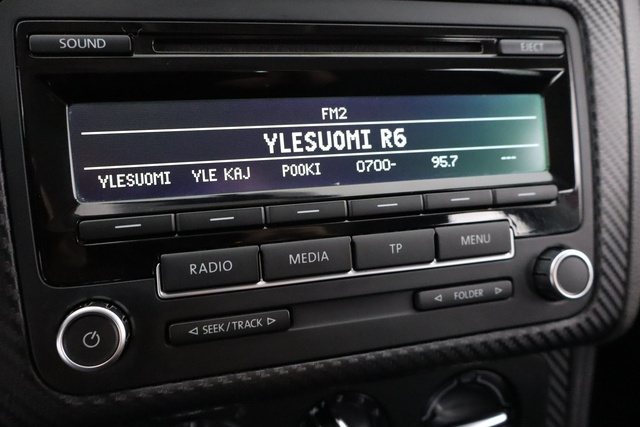 SOUND
EJECT
FM2
YLESUOMI R6
YLESUOMI YLE KAJ POOKI 0700- 95.7 ---
RADIO MEDIA TP MENU
SEEK / TRACK
FOLDER